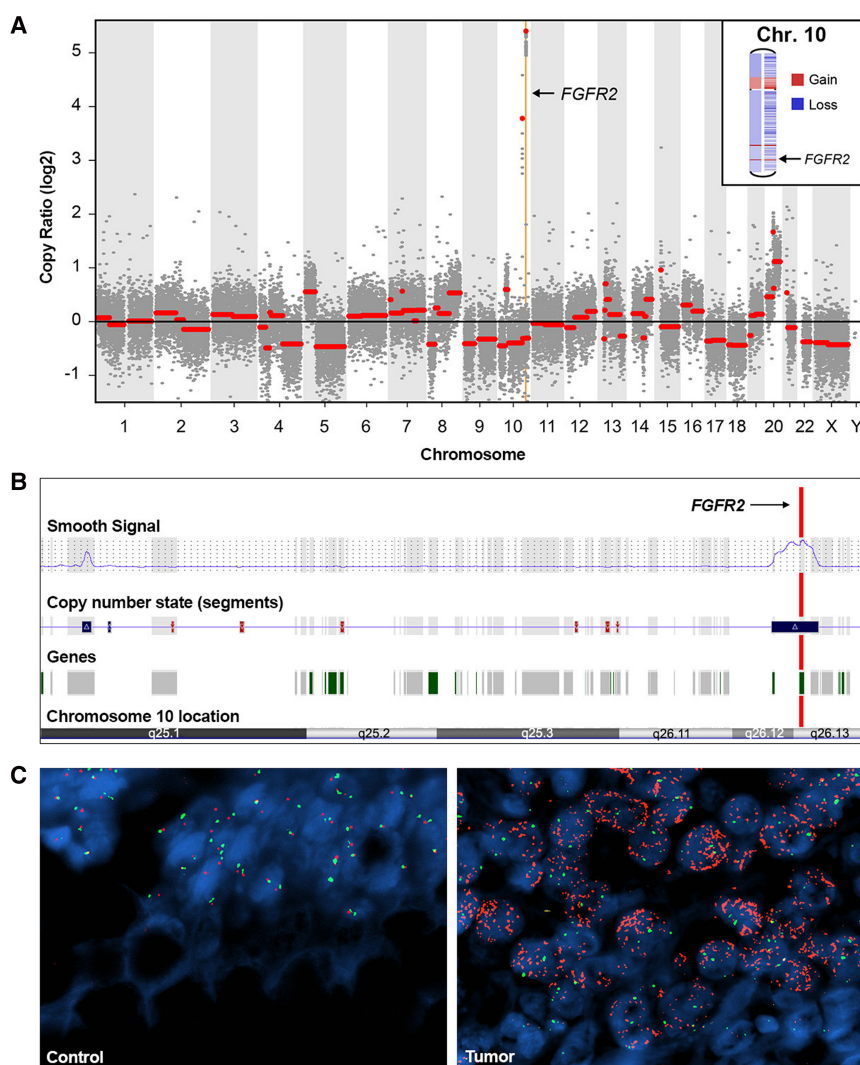 A
Copy Ratio (log2)
5
4
3
2
1
0
-1
FGFR2
Chr. 10
Gain
Loss
FGFR2
1 2 3 4 5 6 7 8 9 10 11 12 13 14 15 16 17 18 20 22 X Y
Chromosome
B
FGFR2
Smooth Signal
Copy number state (segments)
Genes
Chromosome 10 location
q25.1 q25.2 q25.3 q26.11 q26.12 q26.13
C
Control
Tumor